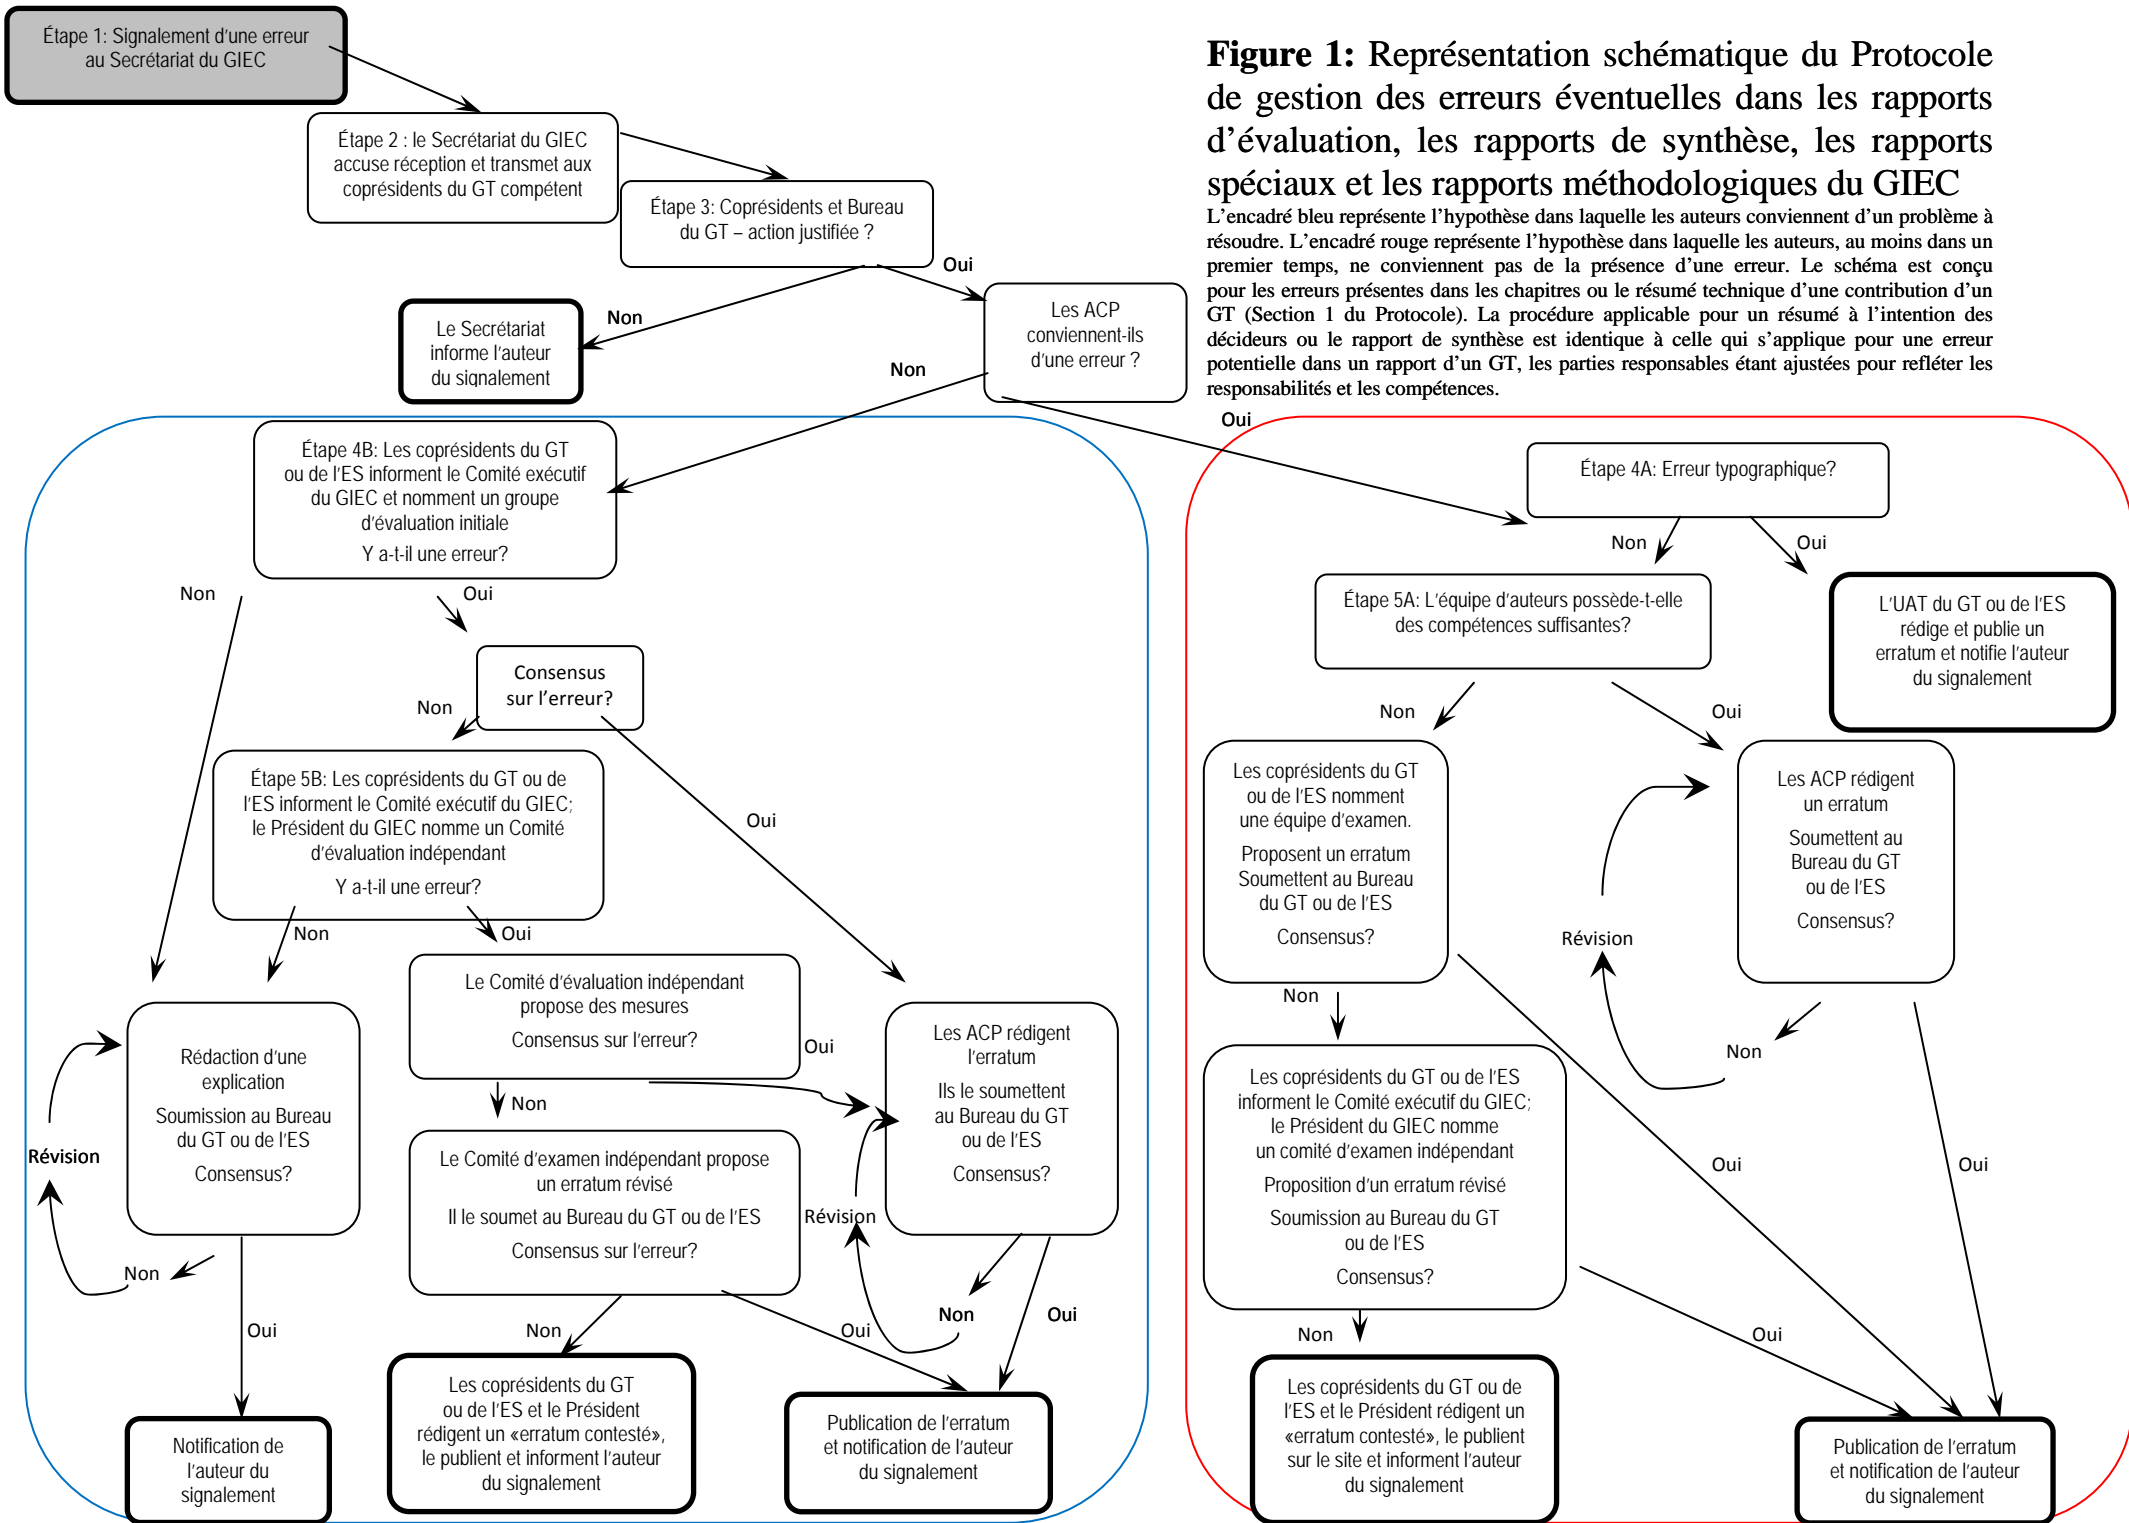 Étape 1: Signalement d'une erreur
au Secrétariat du GIEC
Figure 1: Représentation schématique du Protocole
de gestion des erreurs éventuelles dans les rapports
d'évaluation, les rapports de synthèse, les rapports
spéciaux et les rapports méthodologiques du GIEC
L'encadré bleu représente l'hypothèse dans laquelle les auteurs conviennent d'un problème à
résoudre. L'encadré rouge représente l'hypothèse dans laquelle les auteurs, au moins dans un
premier temps, ne conviennent pas de la présence d'une erreur. Le schéma est conçu
pour les erreurs présentes dans les chapitres ou le résumé technique d'une contribution d'un
GT (Section 1 du Protocole). La procédure applicable pour un résumé à l'intention des
décideurs ou le rapport de synthèse est identique à celle qui s'applique pour une erreur
potentielle dans un rapport d'un GT, les parties responsables étant ajustées pour refléter les
responsabilités et les compétences.
Étape 2 : le Secrétariat du GIEC
accuse réception et transmet aux
coprésidents du GT compétent
Étape 3: Coprésidents et Bureau
du GT – action justifiée ?
Oui
Non
Le Secrétariat
informe l'auteur
du signalement
Les ACP
conviennent-ils
d'une erreur ?
Non
Oui
Étape 4B: Les coprésidents du GT
ou de l'ES informent le Comité exécutif
du GIEC et nomment un groupe
d'évaluation initiale
Y a-t-il une erreur?
Non
Oui
Consensus
sur l'erreur?
Non
Oui
Étape 5B: Les coprésidents du GT ou de
l'ES informent le Comité exécutif du GIEC;
le Président du GIEC nomme un Comité
d'évaluation indépendant
Y a-t-il une erreur?
Non
Oui
Le Comité d'évaluation indépendant
propose des mesures
Consensus sur l'erreur?
Oui
Non
Rédaction d'une
explication
Soumission au Bureau
du GT ou de l'ES
Consensus?
Révision
Non
Oui
Le Comité d'examen indépendant propose
un erratum révisé
Il le soumet au Bureau du GT ou de l'ES
Consensus sur l'erreur?
Non
Oui
Les ACP rédigent
l'erratum
Ils le soumettent
au Bureau du GT
ou de l'ES
Consensus?
Révision
Non
Oui
Notification de
l'auteur du
signalement
Les coprésidents du GT
ou de l'ES et le Président
rédigent un «erratum contesté»,
le publient et informent l'auteur
du signalement
Publication de l'erratum
et notification de l'auteur
du signalement
Étape 4A: Erreur typographique?
Non
Oui
Étape 5A: L'équipe d'auteurs possède-t-elle
des compétences suffisantes?
L'UAT du GT ou de l'ES
rédige et publie un
erratum et notifie l'auteur
du signalement
Non
Oui
Les coprésidents du GT
ou de l'ES nomment
une équipe d'examen.
Proposent un erratum
Soumettent au Bureau
du GT ou de l'ES
Consensus?
Les ACP rédigent
un erratum
Soumettent au
Bureau du GT
ou de l'ES
Consensus?
Révision
Non
Non
Oui
Oui
Les coprésidents du GT ou de l'ES
informent le Comité exécutif du GIEC;
le Président du GIEC nomme
un comité d'examen indépendant
Proposition d'un erratum révisé
Soumission au Bureau du GT
ou de l'ES
Consensus?
Non
Oui
Les coprésidents du GT ou de
l'ES et le Président rédigent un
«erratum contesté», le publient
sur le site et informent l'auteur
du signalement
Publication de l'erratum
et notification de l'auteur
du signalement